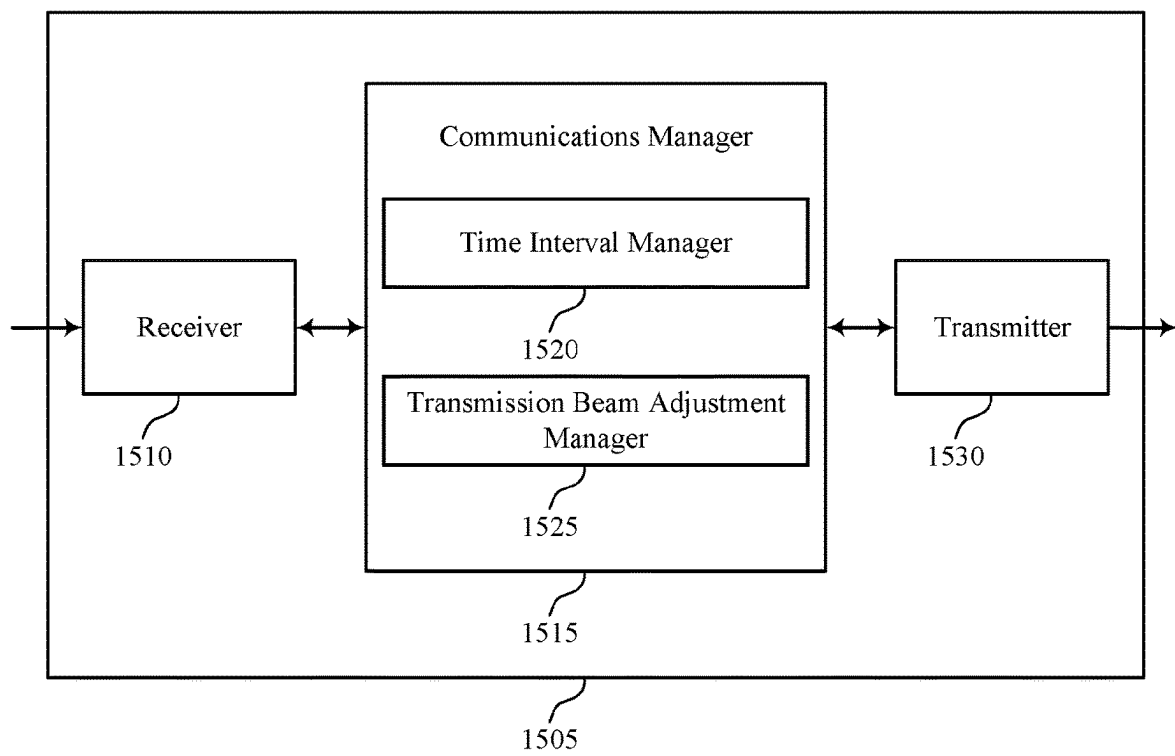 Communications Manager
Time Interval Manager
1520
Receiver
1510
Transmitter
1530
Transmission Beam Adjustment
Manager
1525
1515
1505